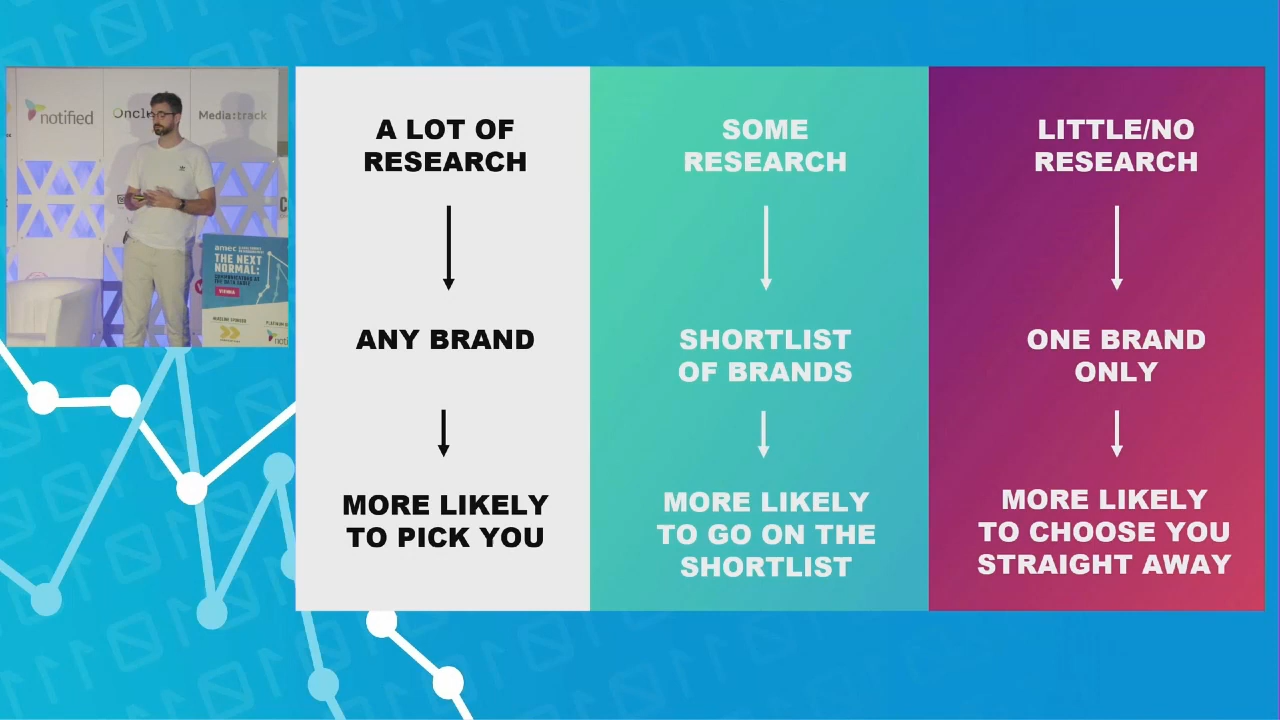 notified
Media:track
amec
THE NEXT
NORMAL:
VIENNA
A LOT OF
RESEARCH
ANY BRAND
MORE LIKELY
TO PICK YOU
SOME
RESEARCH
SHORTLIST
OF BRANDS
MORE LIKELY
TO GO ON THE
SHORTLIST
LITTLE/NO
RESEARCH
ONE BRAND
ONLY
MORE LIKELY
TO CHOOSE YOU
STRAIGHT AWAY